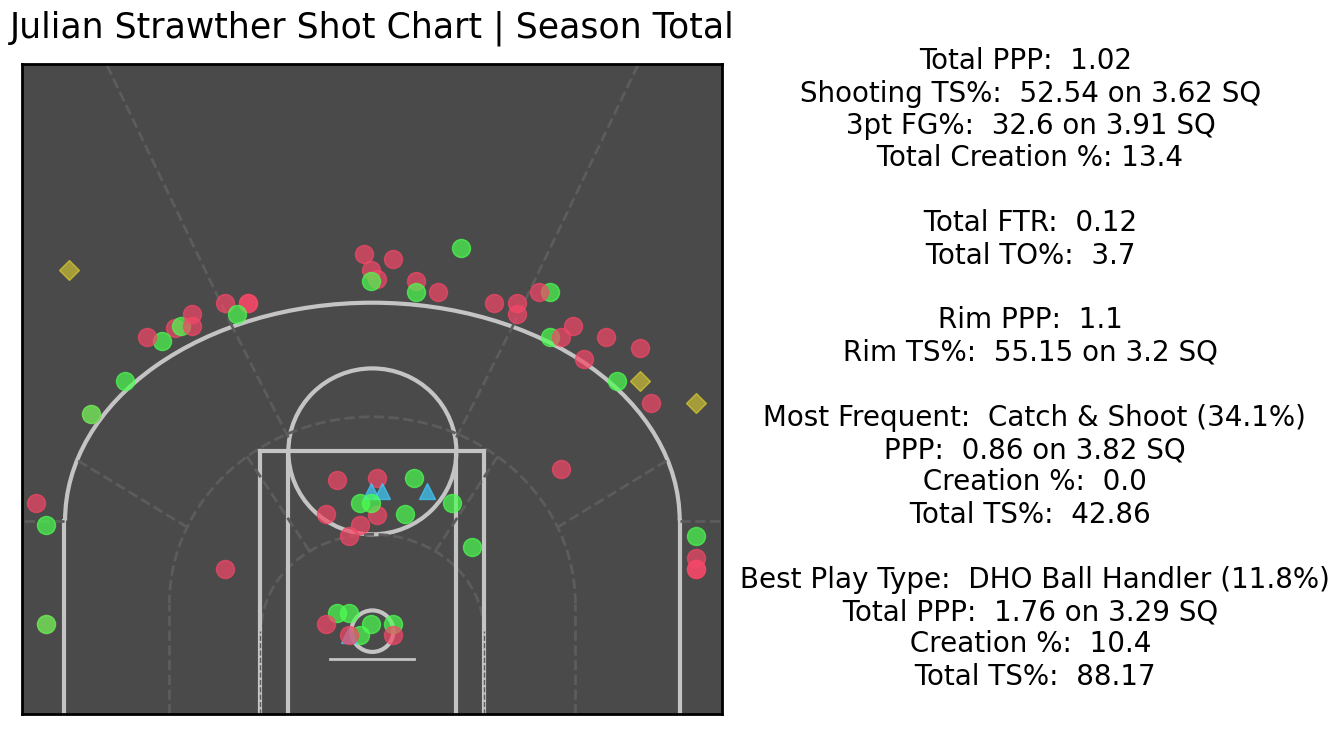 Julian Strawther Shot Chart | Season Total
Total PPP: 1.02
Shooting TS%: 52.54 on 3.62 SQ
3pt FG%: 32.6 on 3.91 SQ
Total Creation %: 13.4
Total FTR: 0.12
Total TO%: 3.7
Rim PPP: 1.1
Rim TS%: 55.15 on 3.2 SQ
Most Frequent: Catch & Shoot (34.1%)
PPP: 0.86 on 3.82 SQ
Creation %: 0.0
Total TS%: 42.86
Best Play Type: DHO Ball Handler (11.8%)
Total PPP: 1.76 on 3.29 SQ
Creation %: 10.4
Total TS%: 88.17